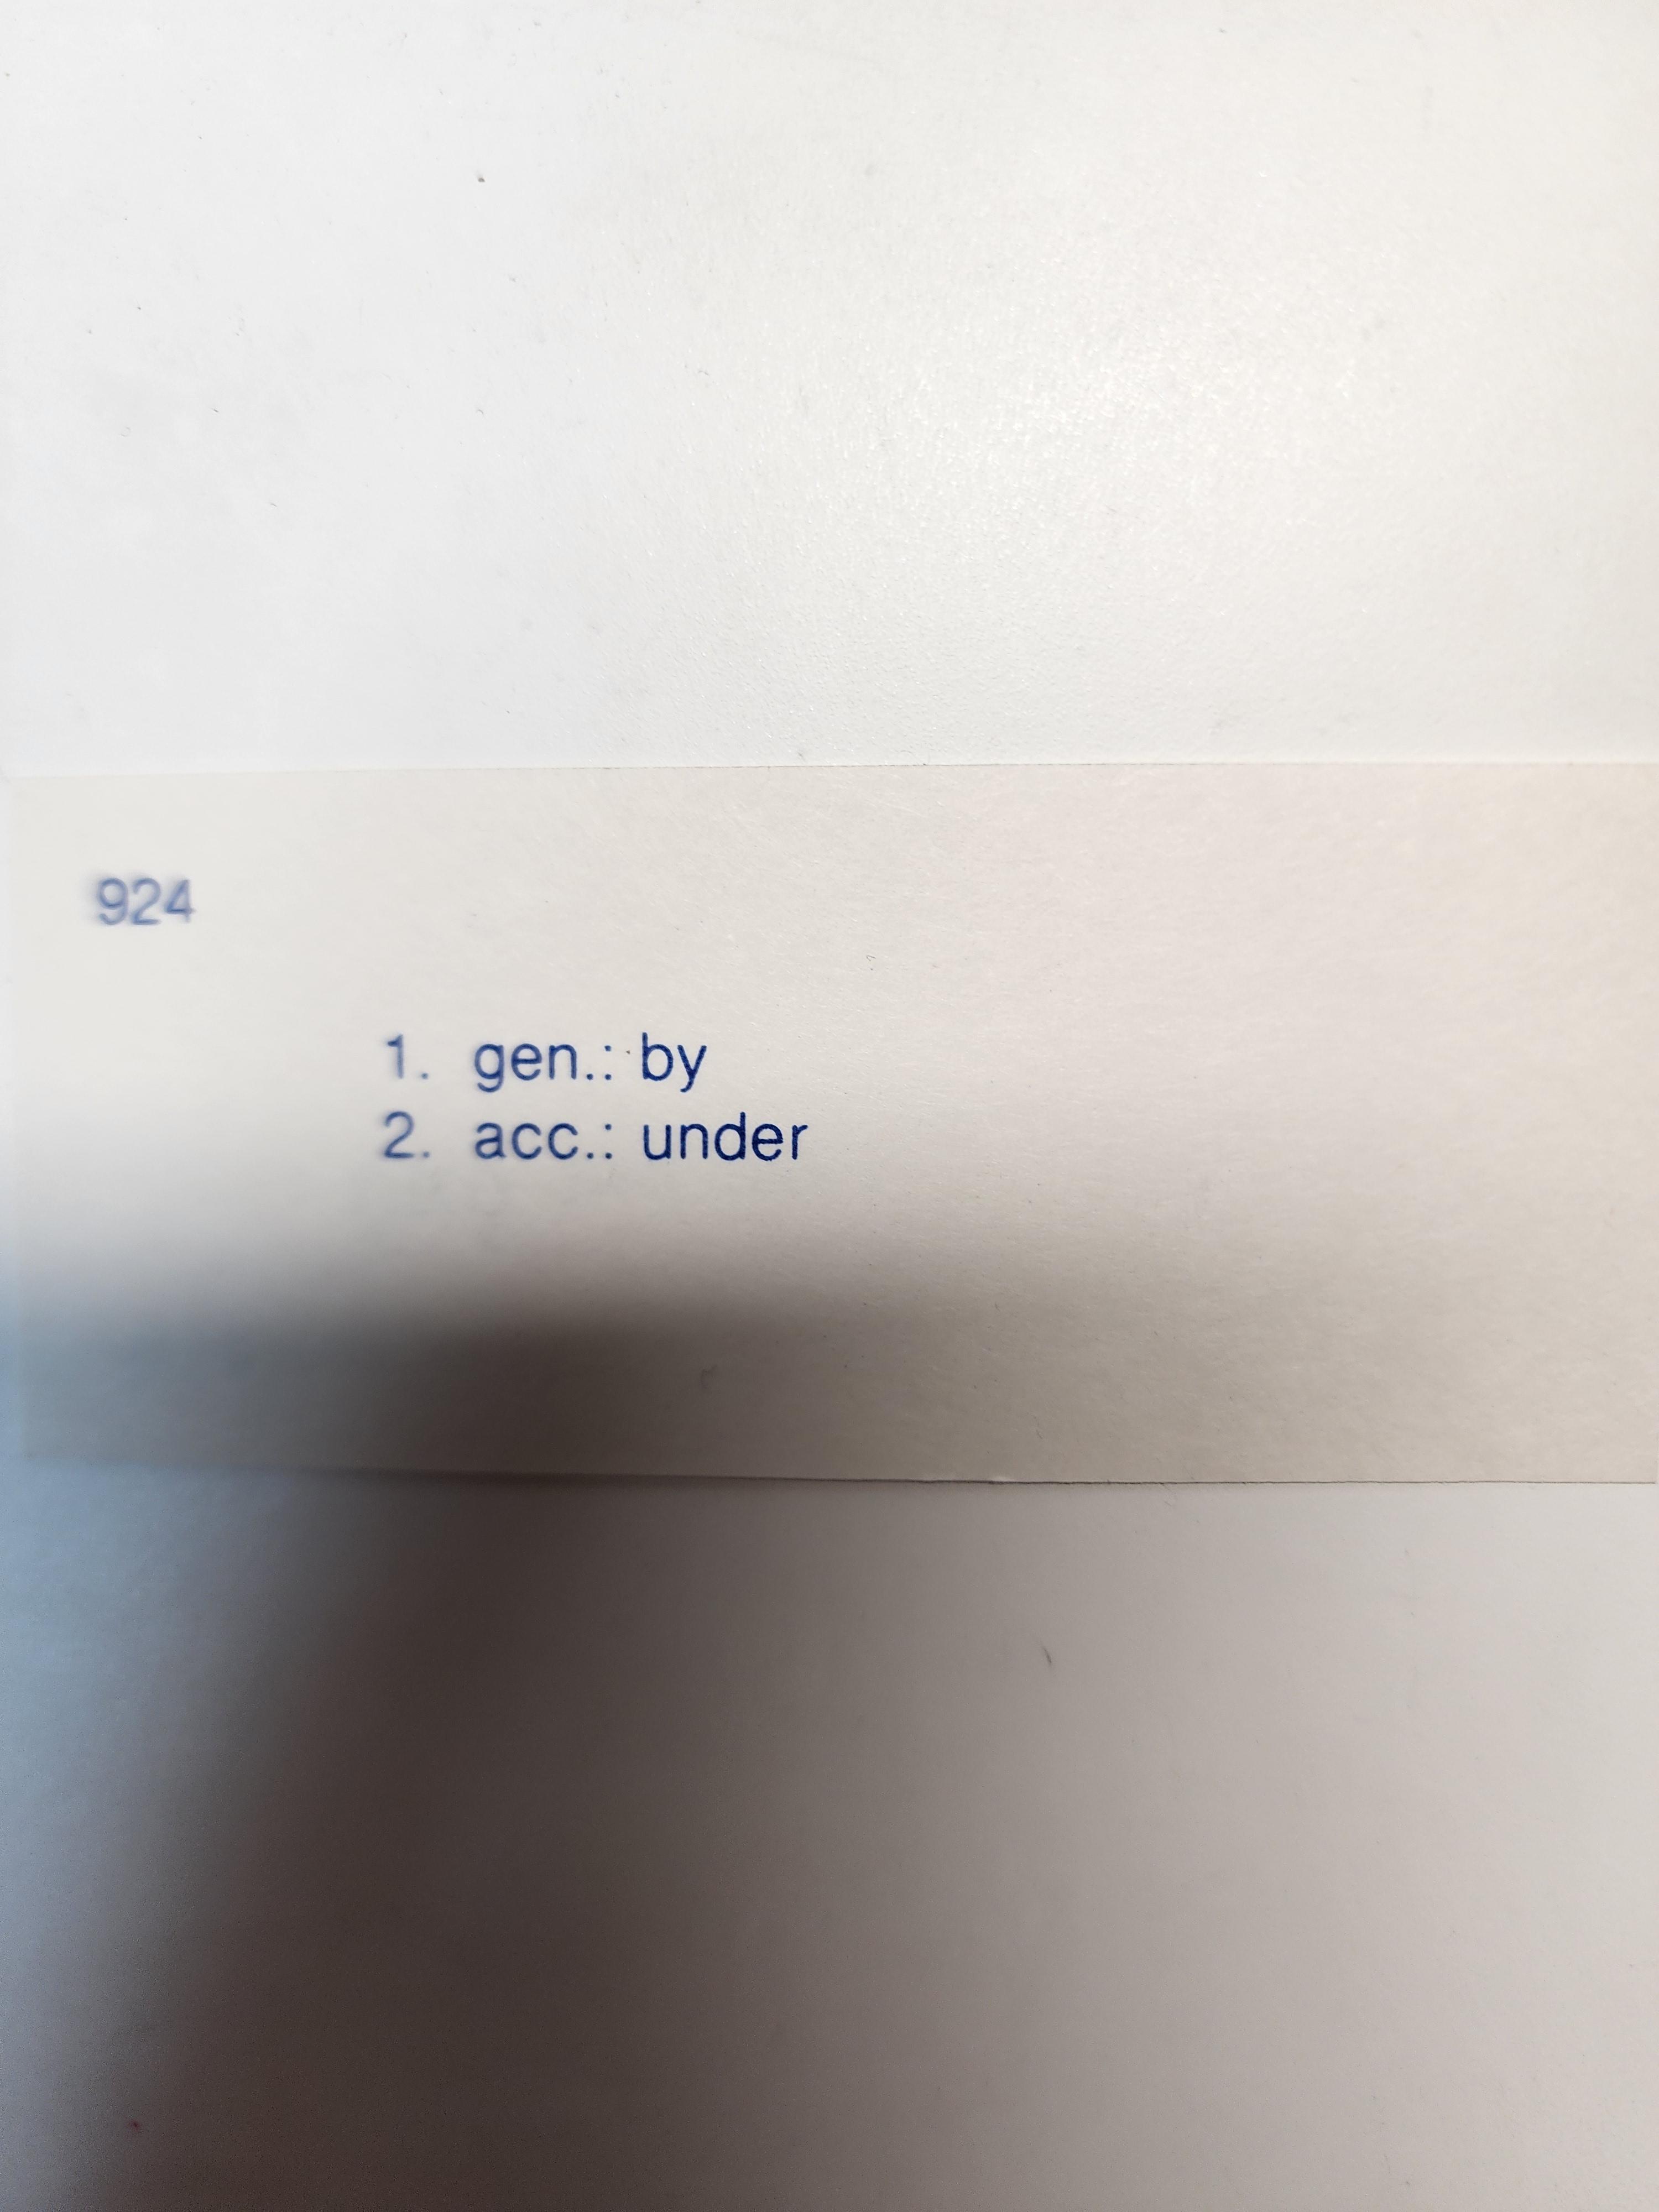 924
1. gen.: by
2. acc.: under